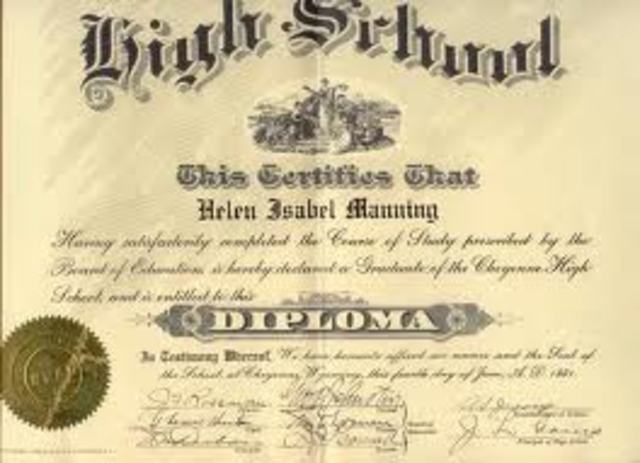 High School
This Certifies That
Helen Isabel Manning
Having satisfactorily completed the Course of Study prescribed by the
Board of Education, is hereby declared a Graduate of the Cheyenne High
School, and is entitled to this
DIPLOMA
In Testimony Whereof, We have hereunto affixed our names and the Seal of
the School, at Cheyenne, Wyoming, this fourth day of June, A.D.